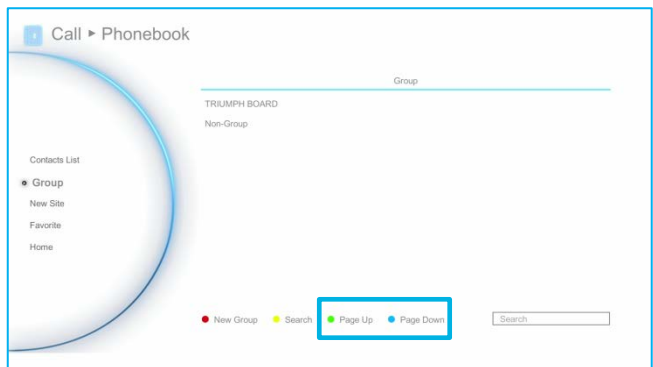 Call ▸ Phonebook
Group
TRIUMPH BOARD
Non-Group
Contacts List
Group
New Site
Favorite
Home
New Group Search Page Up Page Down Search